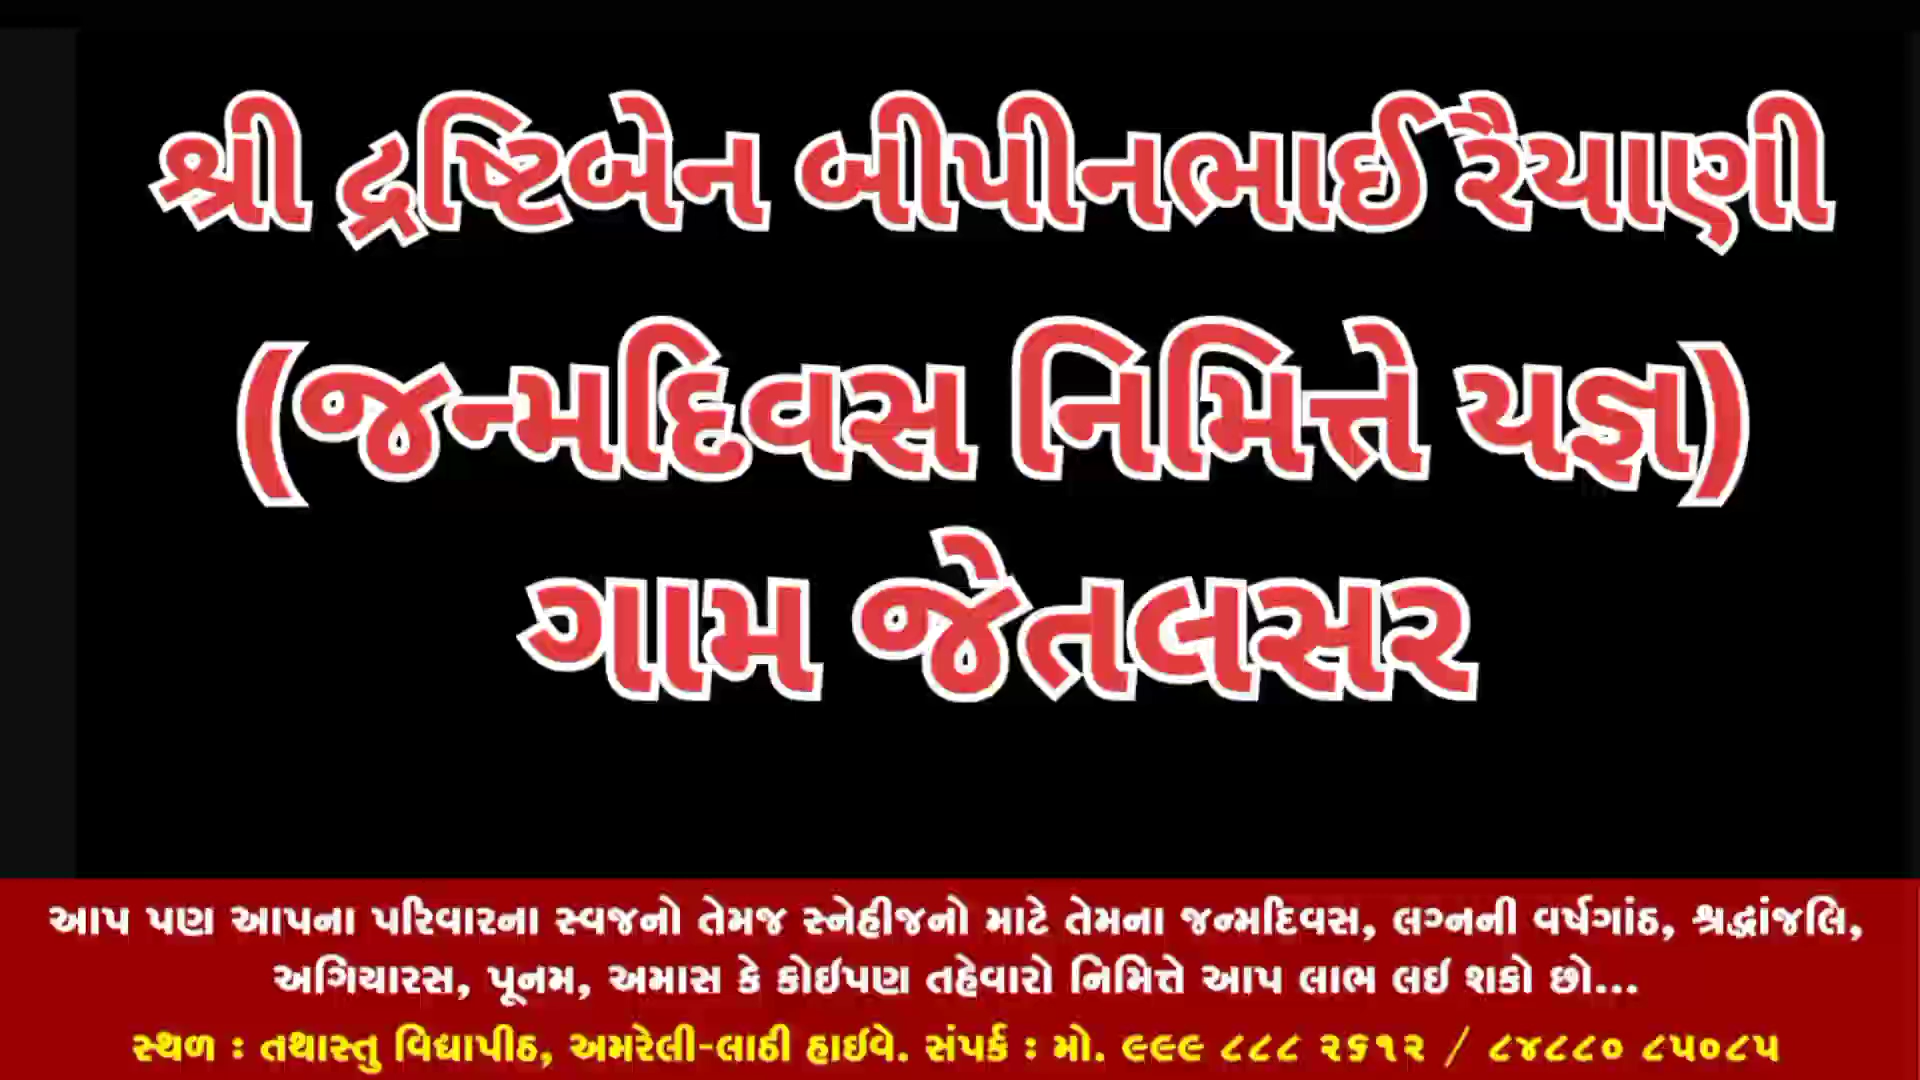 શ્રી દ્રષ્ટિબેન બીપીનભાઈ રૈયાણી
(જન્મદિવસ નિમિત્તે યજ્ઞ)
ગામ જેતલસર
આપ પણ આપના પરિવારના સ્વજનો તેમજ સ્નેહીજનો માટે તેમના જન્મદિવસ, લગ્નની વર્ષગાંઠ, શ્રદ્ધાંજલિ,
અગિયારસ, પૂનમ, અમાસ કે કોઈપણ તહેવારો નિમિત્તે આપ લાભ લઈ શકો છો...
સ્થળ : તથાસ્તુ વિદ્યાપીઠ, અમરેલી-લાઠી હાઈવે. સંપર્ક : મો. ૯૯૯ ૮૮૮ ૨૬૧૨ / ૮૪૮૮૦ ૮૫૦૮૫